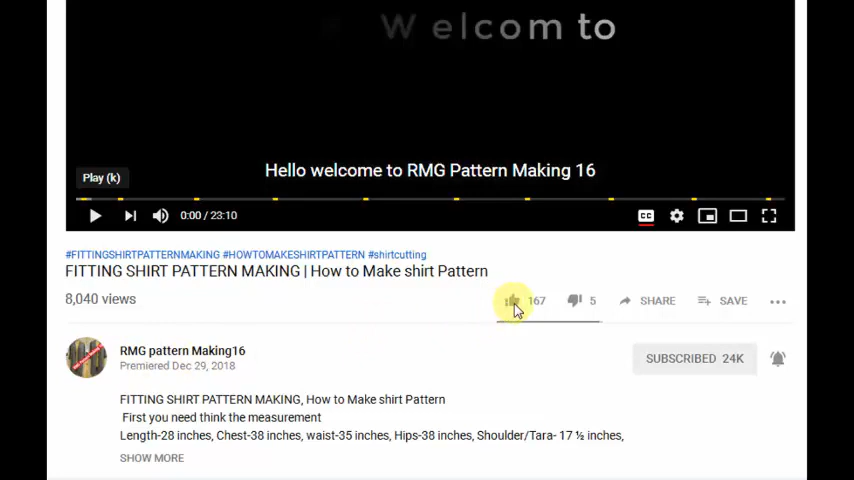 Welcom to
Hello welcome to RMG Pattern Making 16
Play (k)
0:00 / 23:10
CC
#FITTINGSHIRTPATTERNMAKING #HOWTOMAKESHIRTPATTERN #shirtcutting
FITTING SHIRT PATTERN MAKING | How to Make shirt Pattern
8,040 views
167 5 SHARE SAVE
RMG pattern Making16
Premiered Dec 29, 2018
SUBSCRIBED 24K
FITTING SHIRT PATTERN MAKING, How to Make shirt Pattern
First you need think the measurement
Length-28 inches, Chest-38 inches, waist-35 inches, Hips-38 inches, Shoulder/Tara- 17 ½ inches,
SHOW MORE